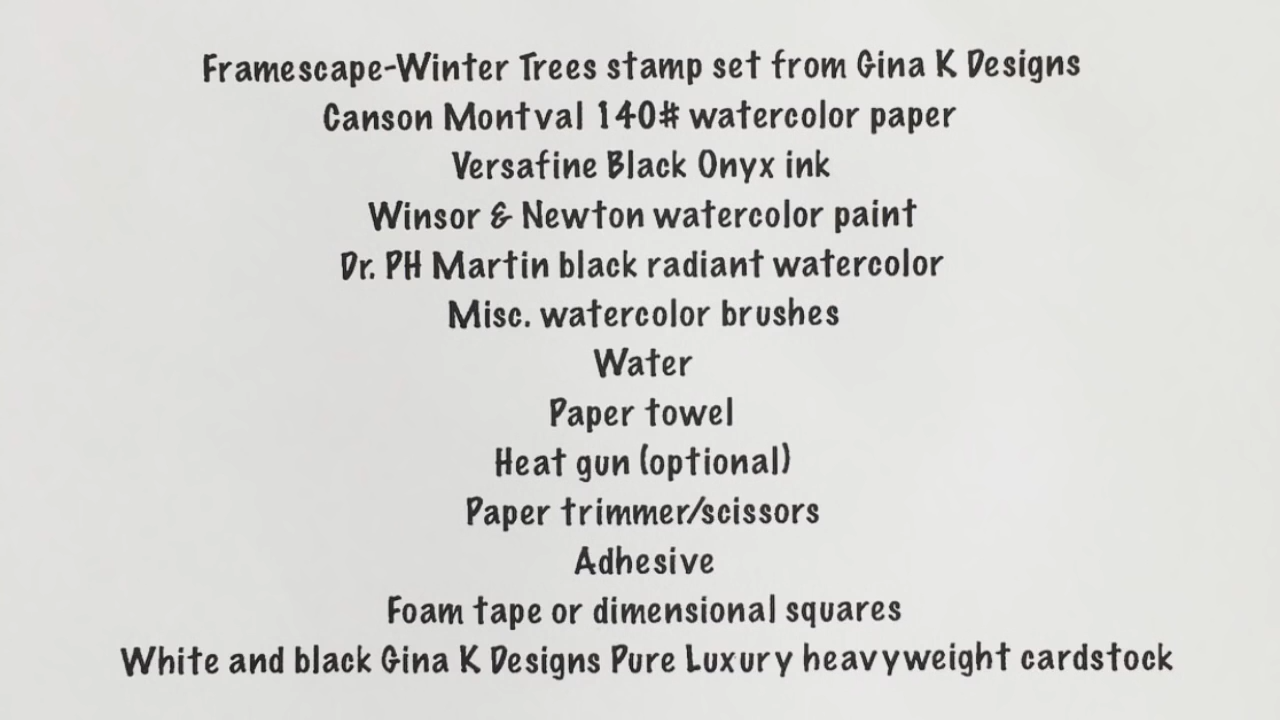 Framescape-Winter Trees stamp set from Gina K Designs
Canson Montval 140# watercolor paper
Versafine Black Onyx ink
Winsor & Newton watercolor paint
Dr. PH Martin black radiant watercolor
Misc. watercolor brushes
Water
Paper towel
Heat gun (optional)
Paper trimmer/scissors
Adhesive
Foam tape or dimensional squares
White and black Gina K Designs Pure Luxury heavyweight cardstock